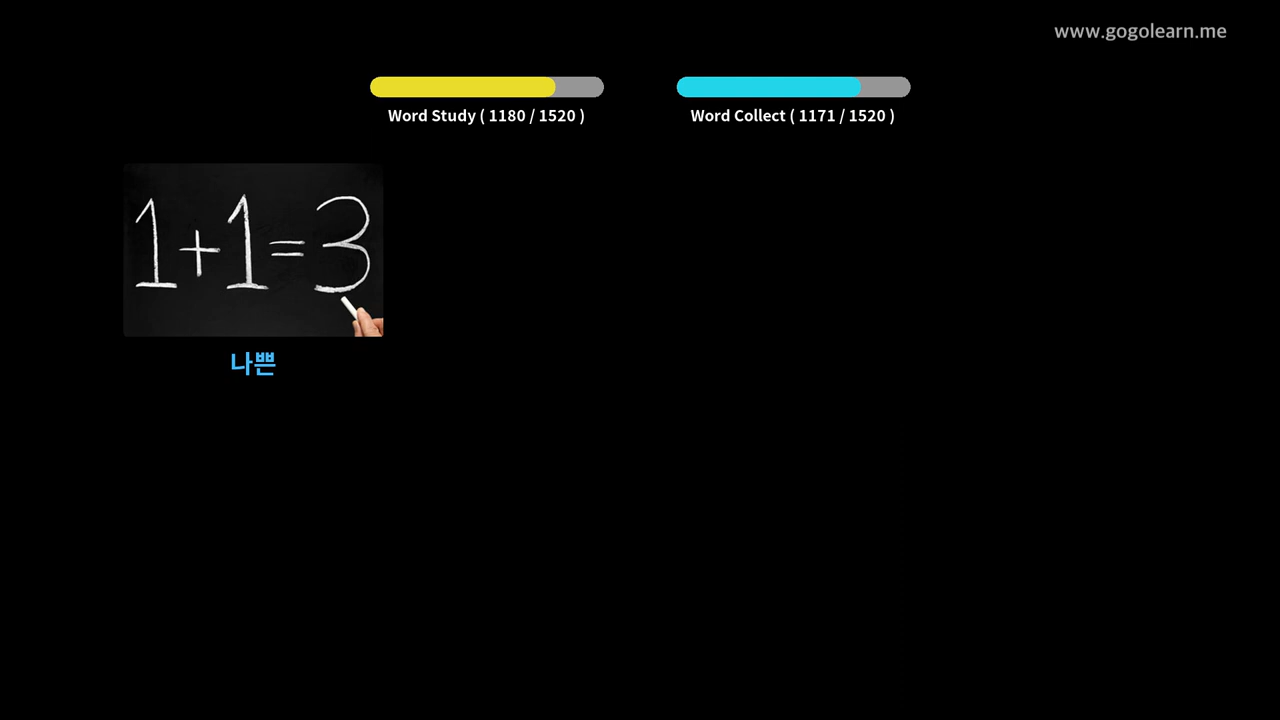 www.gogolearn.me
Word Study ( 1180 / 1520 )
Word Collect ( 1171 / 1520 )
1+1=3
나쁜